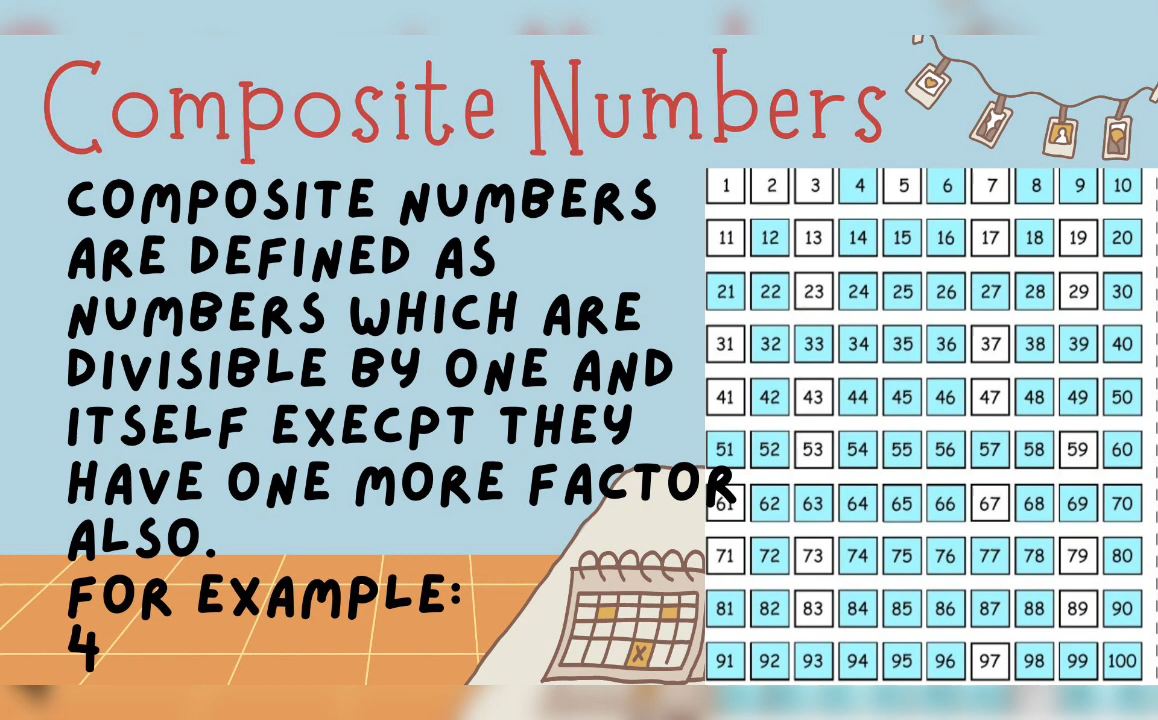 Composite Numbers
COMPOSITE NUMBERS
ARE DEFINED AS
NUMBERS WHICH ARE
DIVISIBLE BY ONE AND
ITSELF EXECPT THEY
HAVE ONE MORE FACTOR
ALSO.
FOR EXAMPLE:
4
1 2 3 4 5 6 7 8 9 10
11 12 13 14 15 16 17 18 19 20
21 22 23 24 25 26 27 28 29 30
31 32 33 34 35 36 37 38 39 40
41 42 43 44 45 46 47 48 49 50
51 52 53 54 55 56 57 58 59 60
61 62 63 64 65 66 67 68 69 70
71 72 73 74 75 76 77 78 79 80
81 82 83 84 85 86 87 88 89 90
91 92 93 94 95 96 97 98 99 100